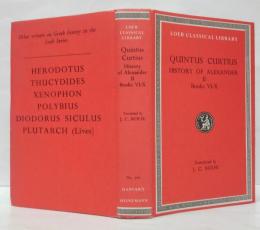 Other writers on Greek history in the
Loeb Series
HERODOTUS
THUCYDIDES
XENOPHON
POLYBIUS
DIODORUS SICULUS
PLUTARCH (Lives)
LOEB
CLASSICAL
LIBRARY
Quintus
Curtius
History
of Alexander
II
Books VI-X
Translated by
J. C. ROLFE
HARVARD
HEINEMANN
LOEB CLASSICAL LIBRARY
QUINTUS CURTIUS
HISTORY OF ALEXANDER
II
Books VI-X
Translated by
J. C. ROLFE